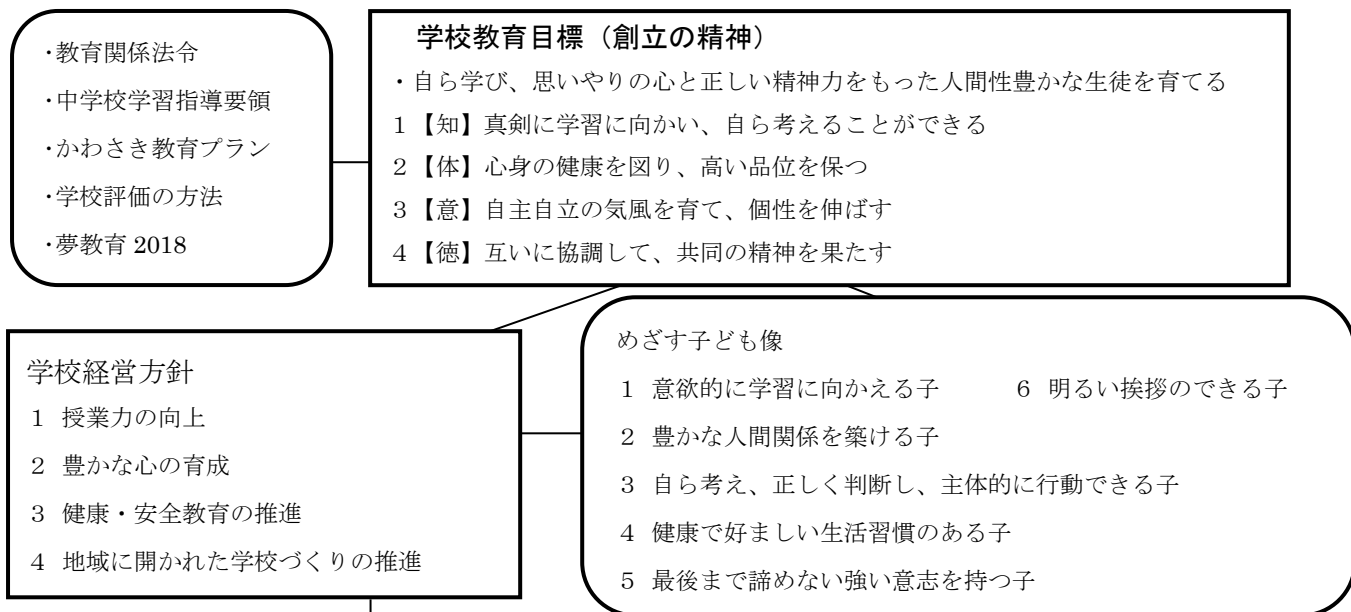 ・教育関係法令
・中学校学習指導要領
・かわさき教育プラン
・学校評価の方法
・夢教育 2018
学校教育目標（創立の精神）
・自ら学び、思いやりの心と正しい精神力をもった人間性豊かな生徒を育てる
１【知】真剣に学習に向かい、自ら考えることができる
２【体】心身の健康を図り、高い品位を保つ
３【意】自主自立の気風を育て、個性を伸ばす
４【徳】互いに協調して、共同の精神を果たす
学校経営方針
１ 授業力の向上
２ 豊かな心の育成
３ 健康・安全教育の推進
４ 地域に開かれた学校づくりの推進
めざす子ども像
１ 意欲的に学習に向かえる子　６ 明るい挨拶のできる子
２ 豊かな人間関係を築ける子
３ 自ら考え、正しく判断し、主体的に行動できる子
４ 健康で好ましい生活習慣のある子
５ 最後まで諦めない強い意志を持つ子